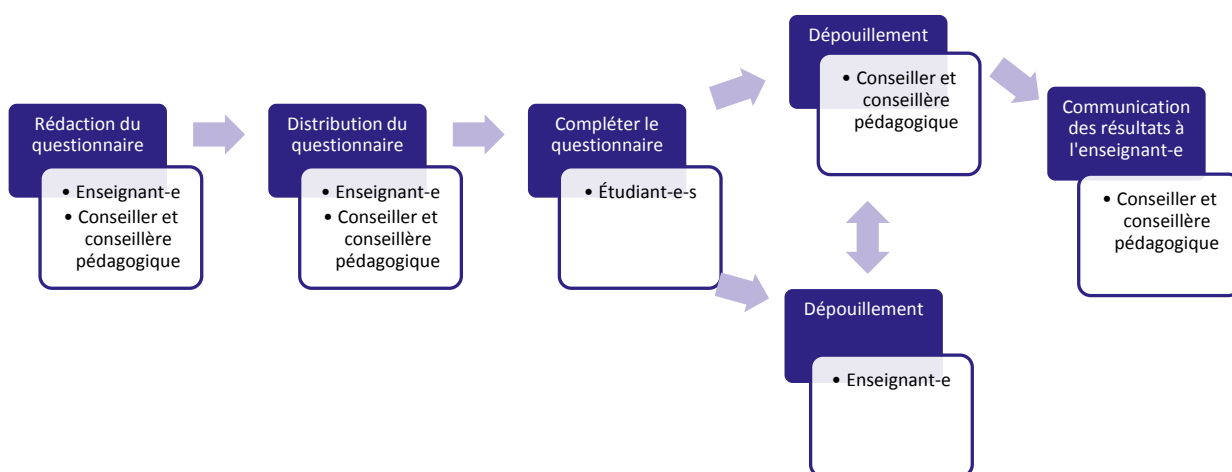 Rédaction du
questionnaire
• Enseignant-e
• Conseiller et
conseillère
pédagogique
Distribution du
questionnaire
• Enseignant-e
• Conseiller et
conseillère
pédagogique
Compléter le
questionnaire
• Étudiant-e-s
Dépouillement
• Conseiller et
conseillère
pédagogique
Dépouillement
• Enseignant-e
Communication
des résultats à
l'enseignant-e
• Conseiller et
conseillère
pédagogique